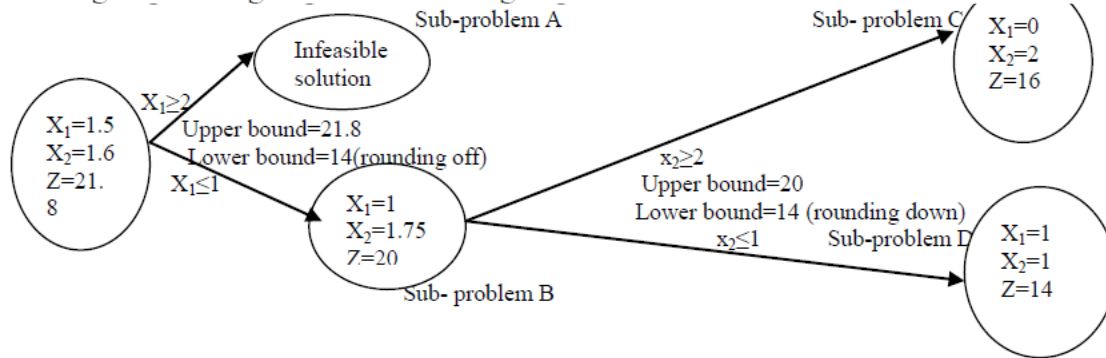 Sub-problem A
Sub- problem C
Infeasible
solution
X₁=0
X₂=2
Z=16
X₁≥2
X₁=1.5
X₂=1.6
Z=21.
8
Upper bound=21.8
Lower bound=14(rounding off)
X₁≤1
x₂≥2
Upper bound=20
Lower bound=14 (rounding down)
x₂≤1
X₁=1
X₂=1.75
Z=20
Sub- problem B
Sub-problem D
X₁=1
X₂=1
Z=14